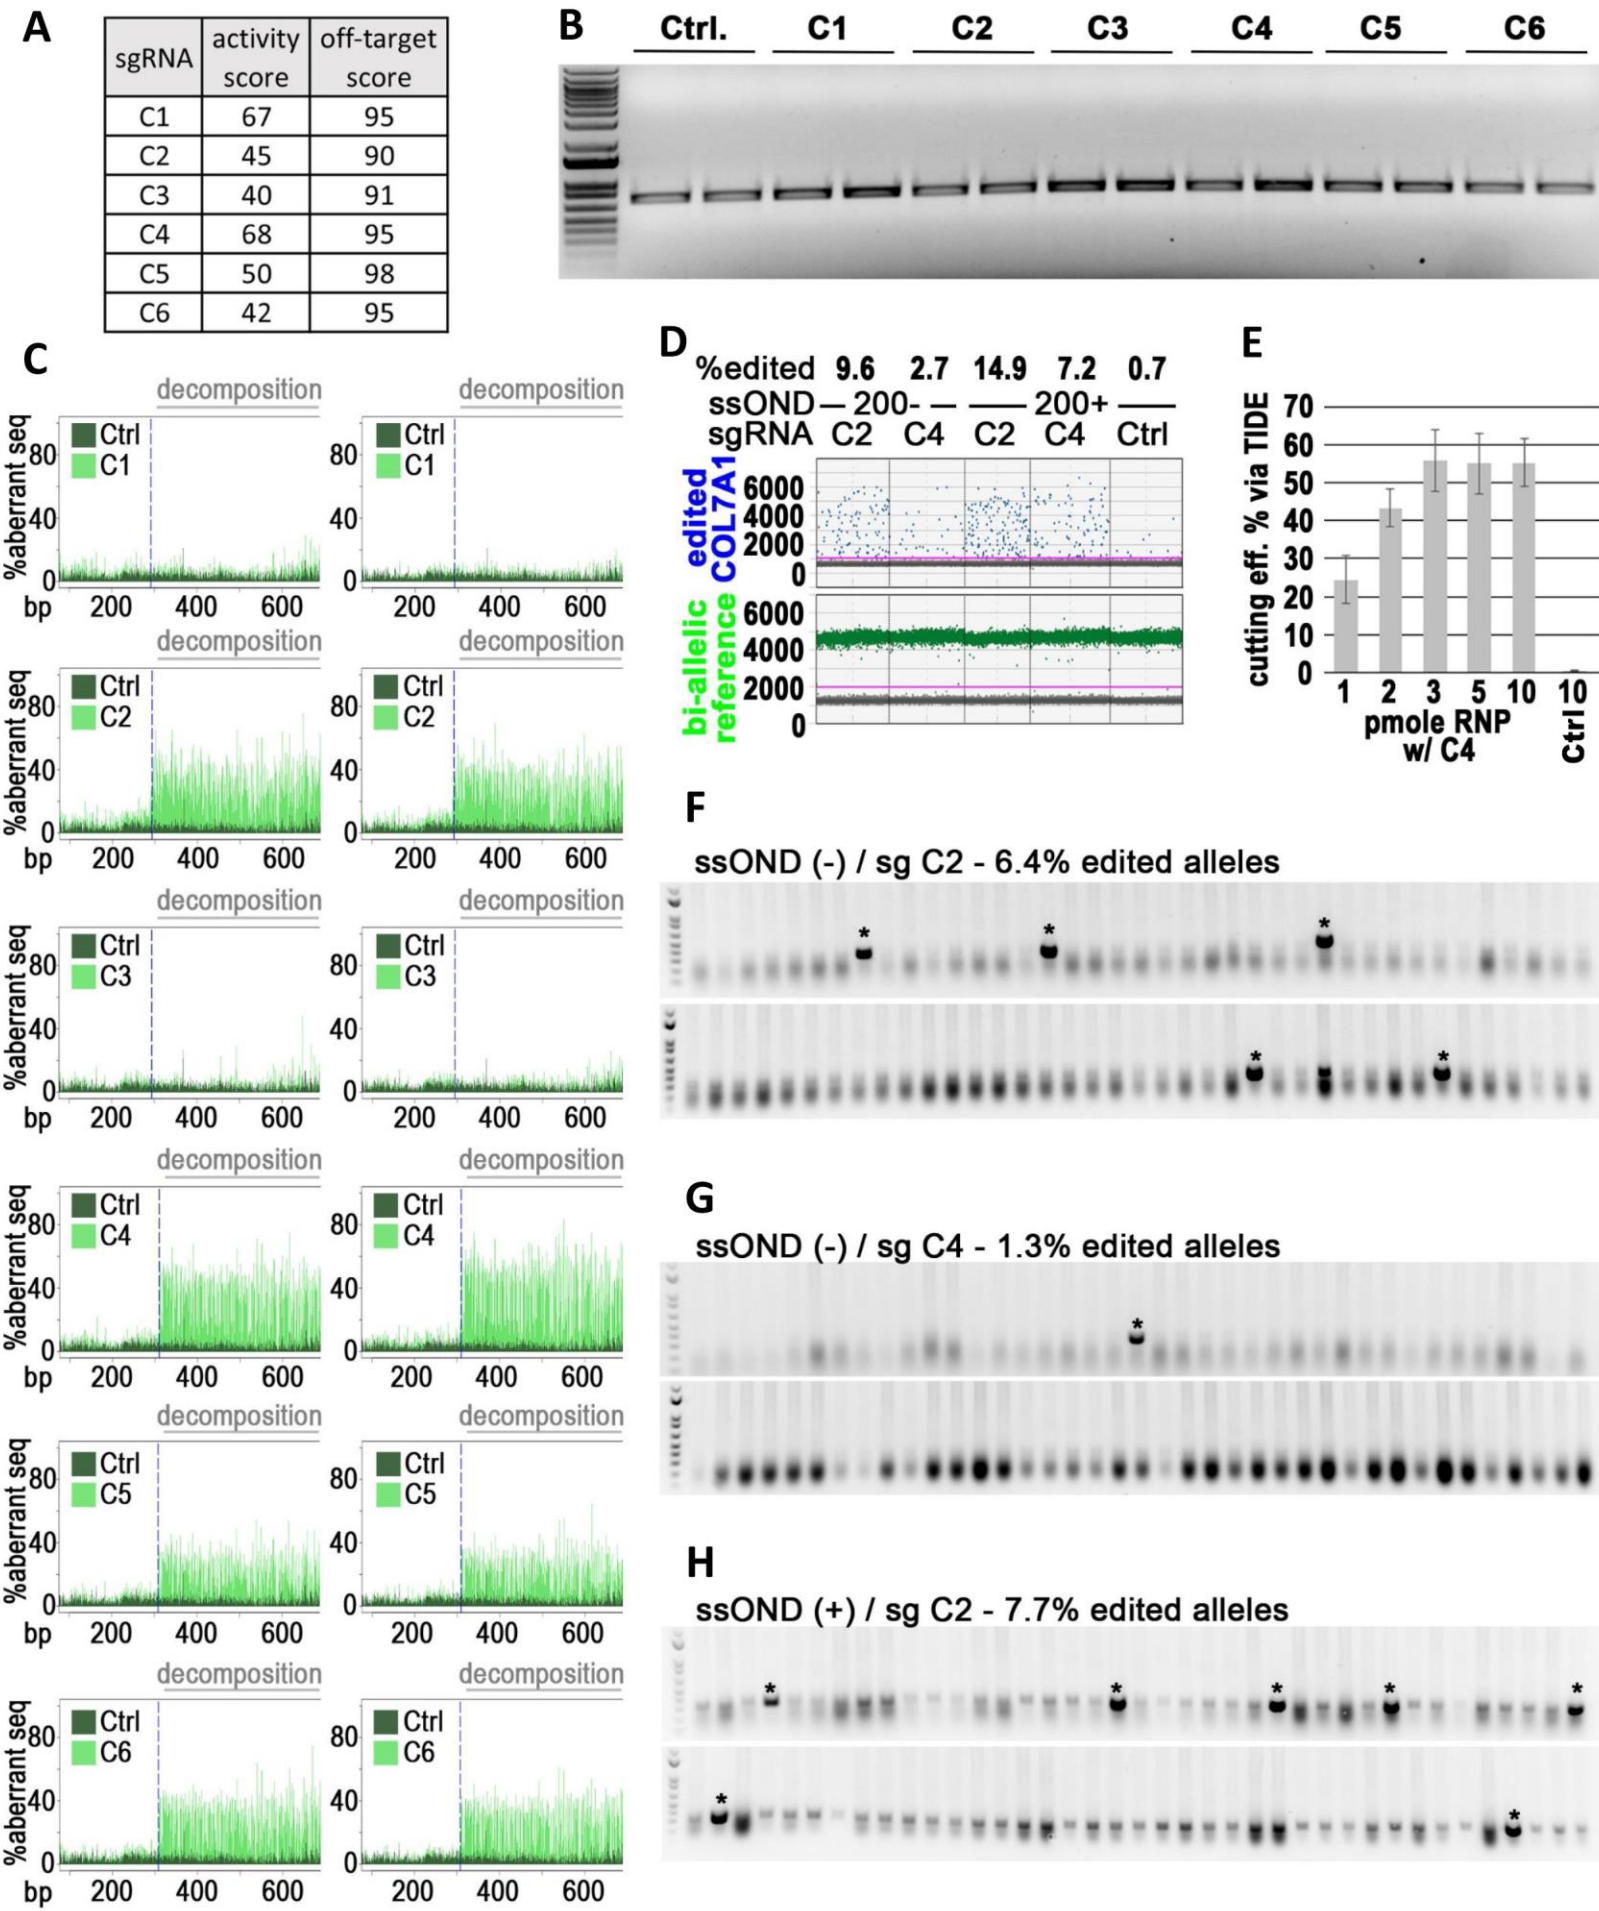 A
sgRNA activity score off-target score
C1 67 95
C2 45 90
C3 40 91
C4 68 95
C5 50 98
C6 42 95
B
Ctrl. C1 C2 C3 C4 C5 C6
C
decomposition decomposition
%aberrant seq 80 40 0 Ctrl C1 80 40 0 Ctrl C1
bp 200 400 600 200 400 600
decomposition decomposition
%aberrant seq 80 40 0 Ctrl C2 80 40 0 Ctrl C2
bp 200 400 600 200 400 600
decomposition decomposition
%aberrant seq 80 40 0 Ctrl C3 80 40 0 Ctrl C3
bp 200 400 600 200 400 600
decomposition decomposition
%aberrant seq 80 40 0 Ctrl C4 80 40 0 Ctrl C4
bp 200 400 600 200 400 600
decomposition decomposition
%aberrant seq 80 40 0 Ctrl C5 80 40 0 Ctrl C5
bp 200 400 600 200 400 600
decomposition decomposition
%aberrant seq 80 40 0 Ctrl C6 80 40 0 Ctrl C6
bp 200 400 600 200 400 600
D
%edited 9.6 2.7 14.9 7.2 0.7
ssOND 200- 200+
sgRNA C2 C4 C2 C4 Ctrl
edited COL7A1
6000
4000
2000
0
bi-allelic reference
6000
4000
2000
0
E
cutting eff. % via TIDE
70
60
50
40
30
20
10
0
1 2 3 5 10 10
pmole RNP
w/ C4
Ctrl
F
ssOND (-) / sg C2 - 6.4% edited alleles
* * *
* *
G
ssOND (-) / sg C4 - 1.3% edited alleles
*
H
ssOND (+) / sg C2 - 7.7% edited alleles
* * * * *
* *